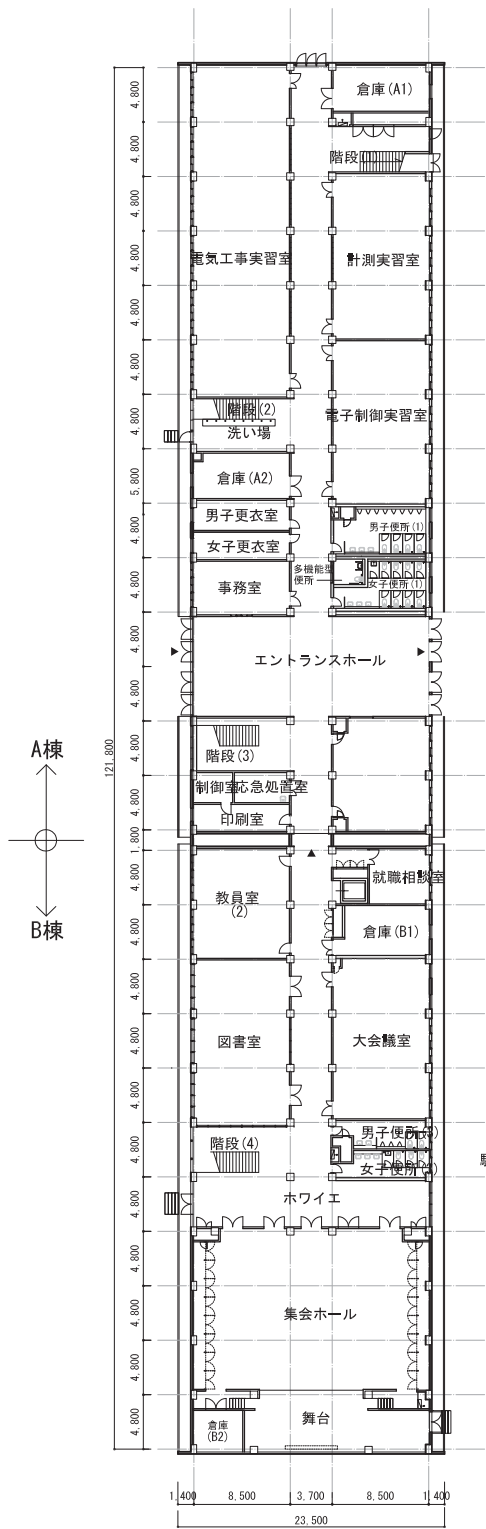 倉庫(A1)
階段(1)
電気工事実習室
計測実習室
電子制御実習室
階段(2)
洗い場
倉庫(A2)
男子更衣室
女子更衣室
事務室
男子便所(1)
多機能型
便所
女子便所(1)
エントランスホール
階段(3)
制御室
応急処置室
印刷室
A棟
B棟
教員室
(2)
就職相談室
倉庫(B1)
図書室
大会議室
男子便所(3)
女子便所(3)
階段(4)
ホワイエ
集会ホール
舞台
倉庫
(B2)
4,800
4,800
4,800
4,800
4,800
4,800
4,800
5,800
4,800
4,800
4,800
4,800
4,800
4,800
1,800
4,800
4,800
4,800
4,800
4,800
4,800
4,800
4,800
4,800
4,800
4,800
121,800
1,400
8,500
3,700
8,500
1,400
23,500